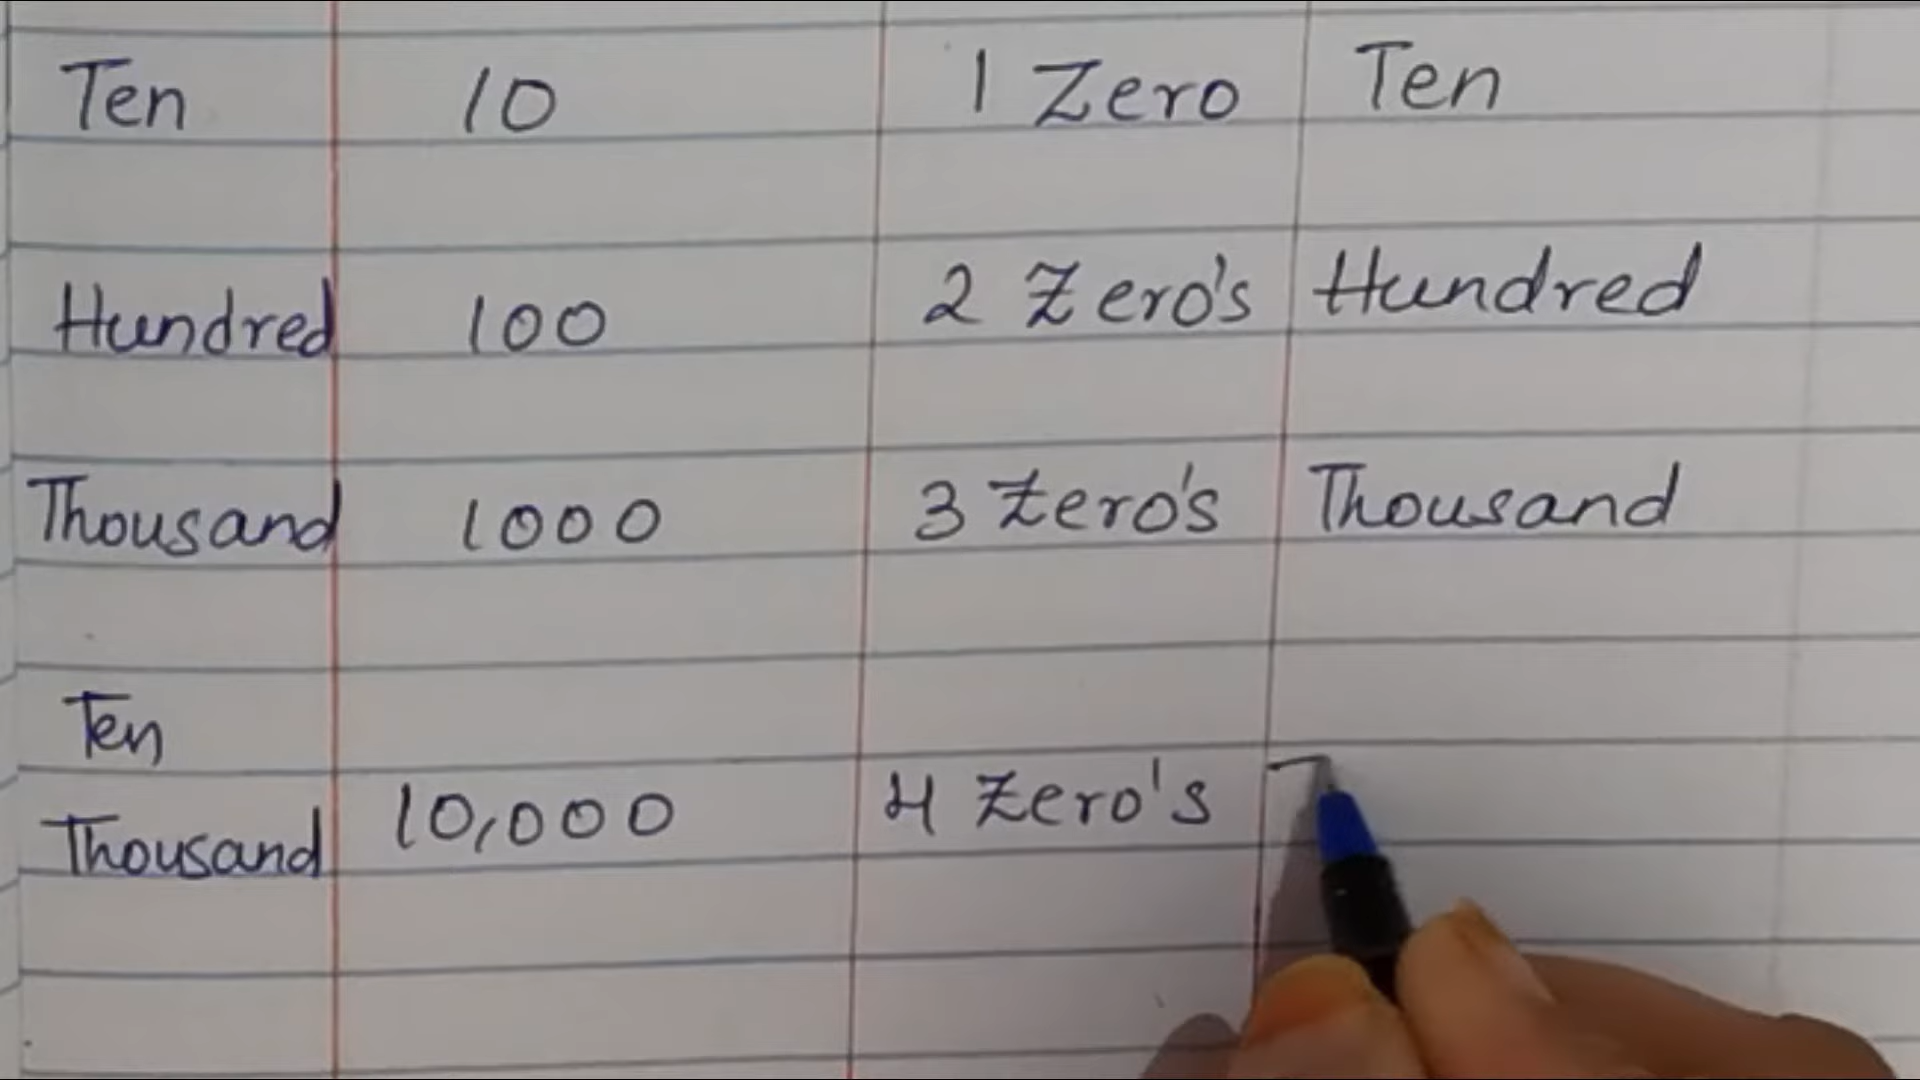 Ten 10 1 Zero Ten
Hundred 100 2 Zero's Hundred
Thousand 1000 3 Zero's Thousand
Ten
Thousand 10,000 4 Zero's